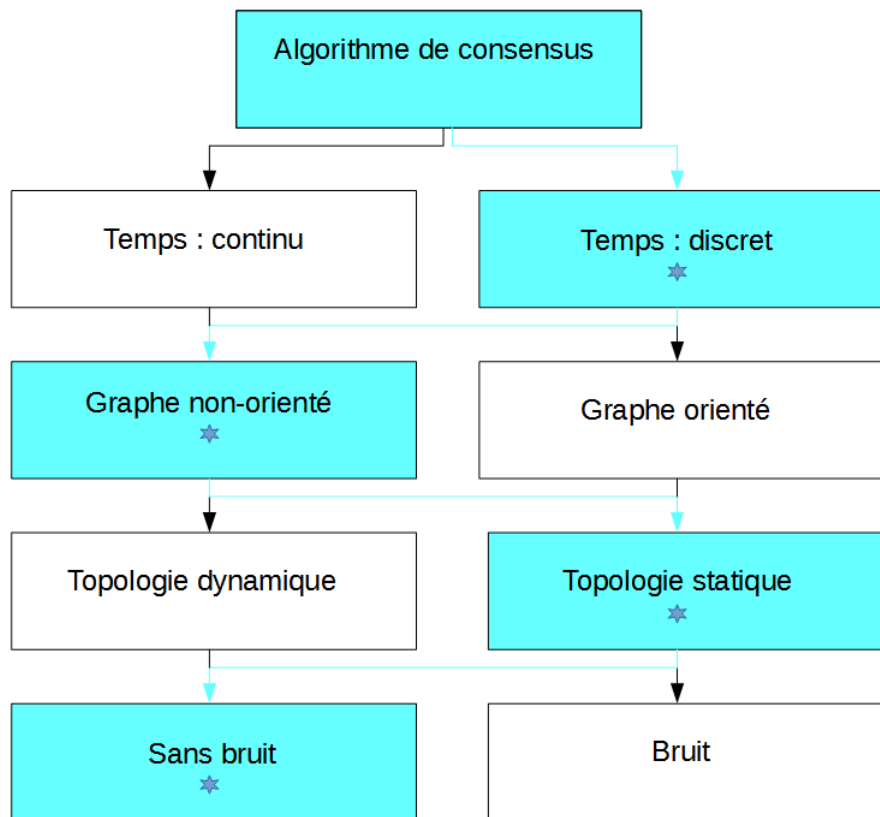 Algorithme de consensus
Temps : continu
Temps : discret
Graphe non-orienté
Graphe orienté
Topologie dynamique
Topologie statique
Sans bruit
Bruit